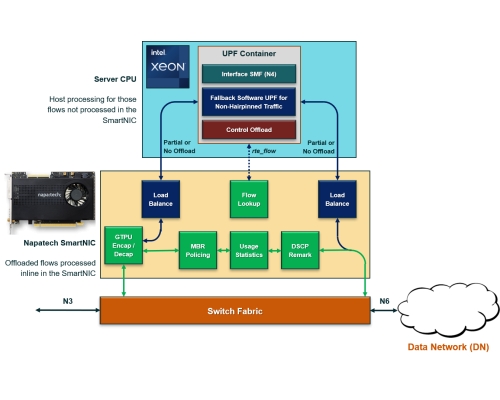 intel
XEON
UPF Container
Interface SMF (N4)
Fallback Software UPF for
Non-Hairpinned Traffic
Control Offload
Server CPU
Host processing for those
flows not processed in the
SmartNIC
Partial or
No Offload
rte_flow
Partial or
No Offload
napatech
Load
Balance
Flow
Lookup
Load
Balance
Napatech SmartNIC
Offloaded flows processed
inline in the SmartNIC
GTPU
Encap /
Decap
MBR
Policing
Usage
Statistics
DSCP
Remark
N3
Switch Fabric
N6
Data Network (DN)